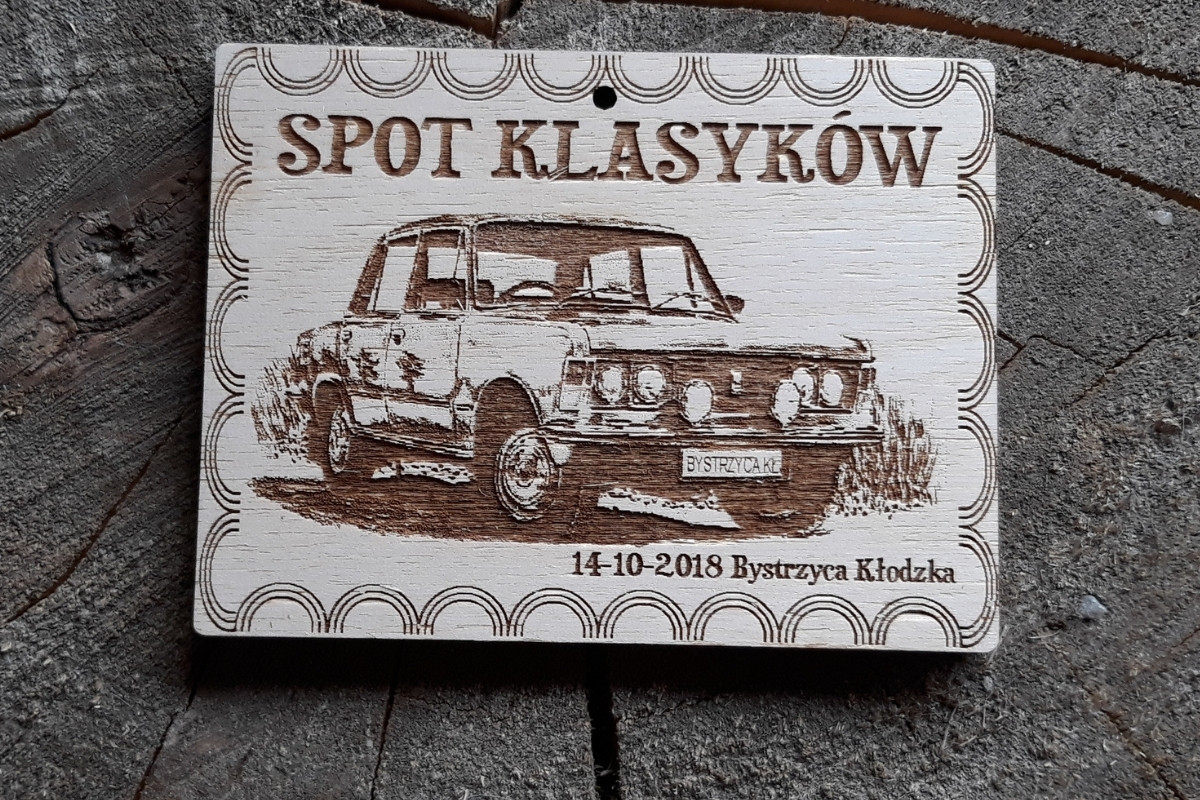 SPOT KLASYKÓW
BYSTRZYCA KŁ
14-10-2018 Bystrzyca Kłodzka